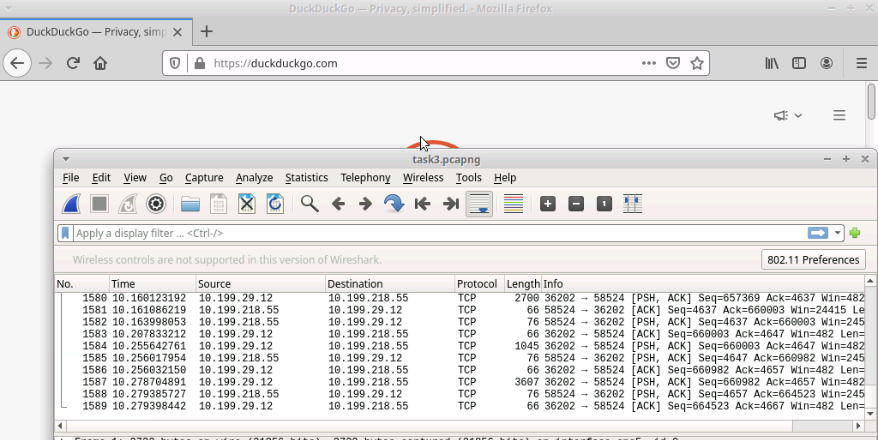 DuckDuckGo — Privacy, simplified. - Mozilla Firefox
DuckDuckGo — Privacy, simp
https://duckduckgo.com
task3.pcapng
File Edit View Go Capture Analyze Statistics Telephony Wireless Tools Help
Apply a display filter ... <Ctrl-/>
Wireless controls are not supported in this version of Wireshark.
802.11 Preferences
No. Time Source Destination Protocol Length Info
1580 10.160123192 10.199.29.12 10.199.218.55 TCP 2700 36202 → 58524 [PSH, ACK] Seq=657369 Ack=4637 Win=482
1581 10.161086219 10.199.218.55 10.199.29.12 TCP 66 58524 → 36202 [ACK] Seq=4637 Ack=660003 Win=24415 Le
1582 10.163998053 10.199.218.55 10.199.29.12 TCP 76 58524 → 36202 [PSH, ACK] Seq=4637 Ack=660003 Win=245
1583 10.207833212 10.199.29.12 10.199.218.55 TCP 66 36202 → 58524 [ACK] Seq=660003 Ack=4647 Win=482 Len=
1584 10.255642761 10.199.29.12 10.199.218.55 TCP 1045 36202 → 58524 [PSH, ACK] Seq=660003 Ack=4647 Win=482
1585 10.256017954 10.199.218.55 10.199.29.12 TCP 76 58524 → 36202 [PSH, ACK] Seq=4647 Ack=660982 Win=245
1586 10.256032150 10.199.29.12 10.199.218.55 TCP 66 36202 → 58524 [ACK] Seq=660982 Ack=4657 Win=482 Len=
1587 10.278704891 10.199.29.12 10.199.218.55 TCP 3607 36202 → 58524 [PSH, ACK] Seq=660982 Ack=4657 Win=482
1588 10.279385727 10.199.218.55 10.199.29.12 TCP 76 58524 → 36202 [PSH, ACK] Seq=4657 Ack=664523 Win=245
1589 10.279398442 10.199.29.12 10.199.218.55 TCP 66 36202 → 58524 [ACK] Seq=664523 Ack=4667 Win=482 Len=